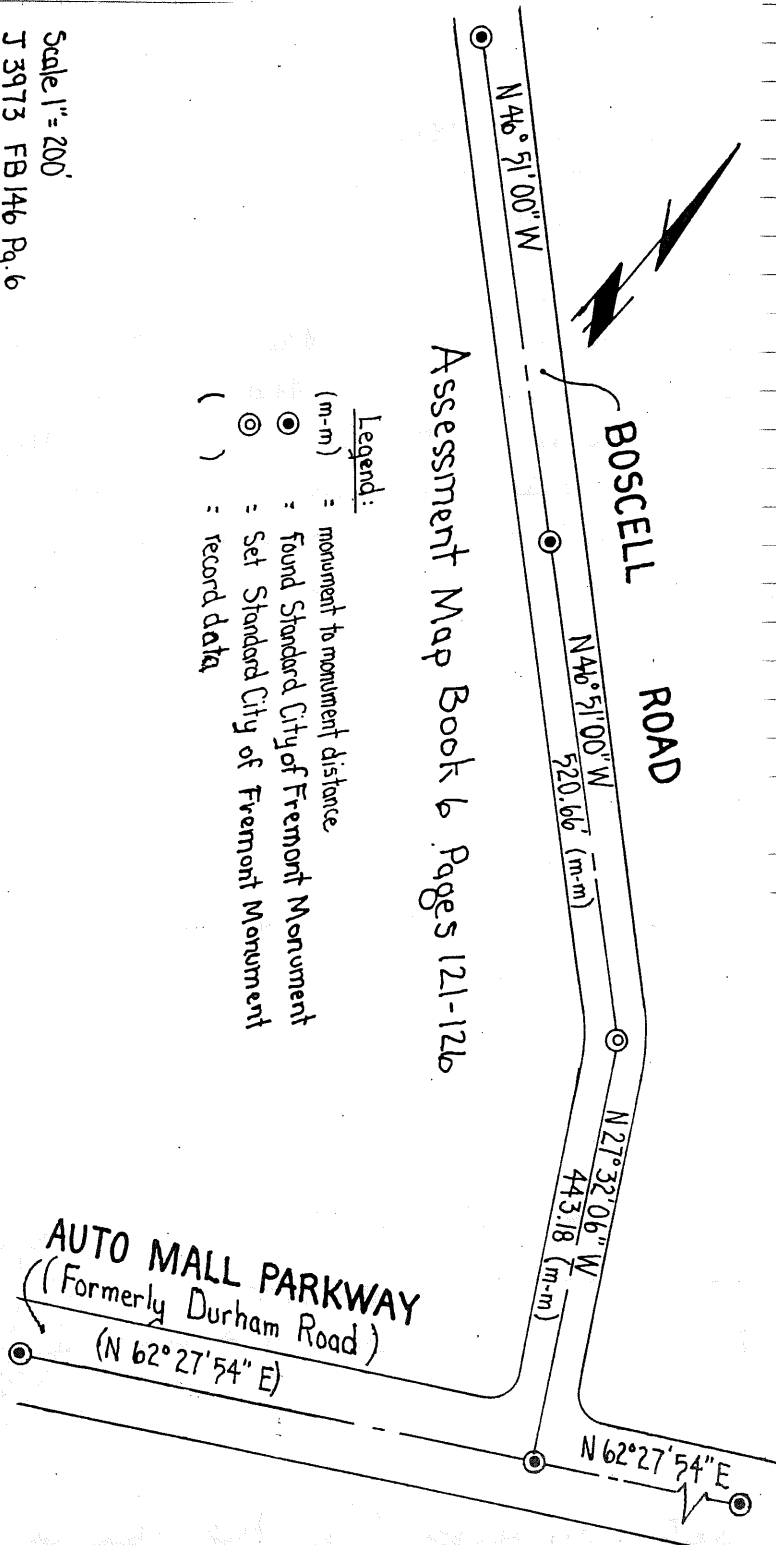 N 46° 51' 00" W
BOSCELL ROAD
N 46° 51' 00" W
520.66' (m-m)
N 27° 32' 06" W
443.18 (m-m)
N 62° 27' 54" E
Assessment Map Book 6 Pages 121-126
Legend:
(m-m) = monument to monument distance
= Found Standard City of Fremont Monument
= Set Standard City of Fremont Monument
( ) = record data
AUTO MALL PARKWAY
(Formerly Durham Road)
(N 62° 27' 54" E)
Scale 1" = 200'
J 3973 FB 146 Pg. 6